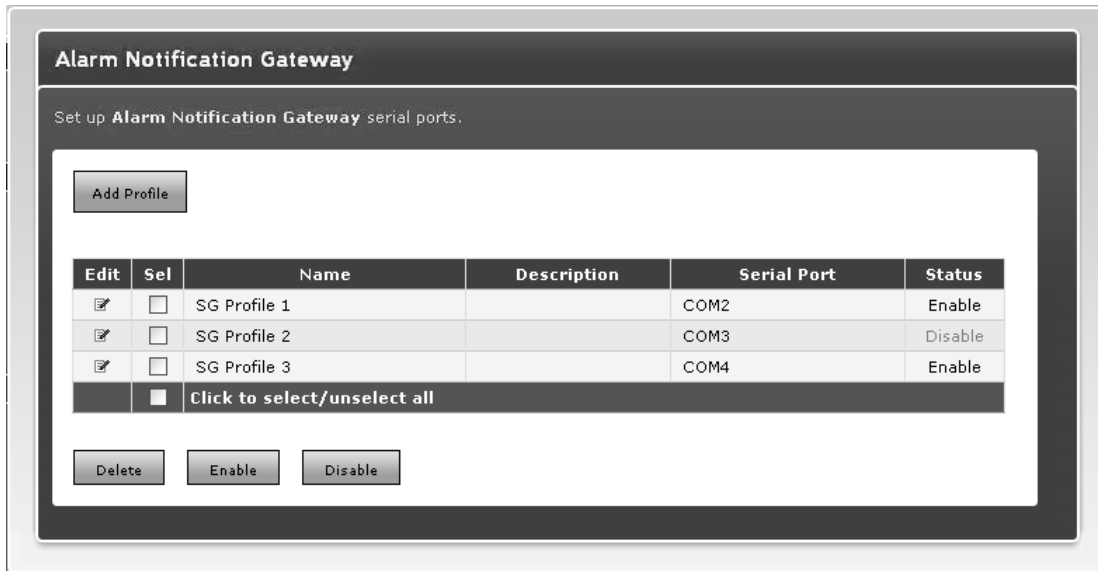 Alarm Notification Gateway
Set up Alarm Notification Gateway serial ports.
Add Profile
Edit Sel Name Description Serial Port Status
SG Profile 1 COM2 Enable
SG Profile 2 COM3 Disable
SG Profile 3 COM4 Enable
Click to select/unselect all
Delete Enable Disable